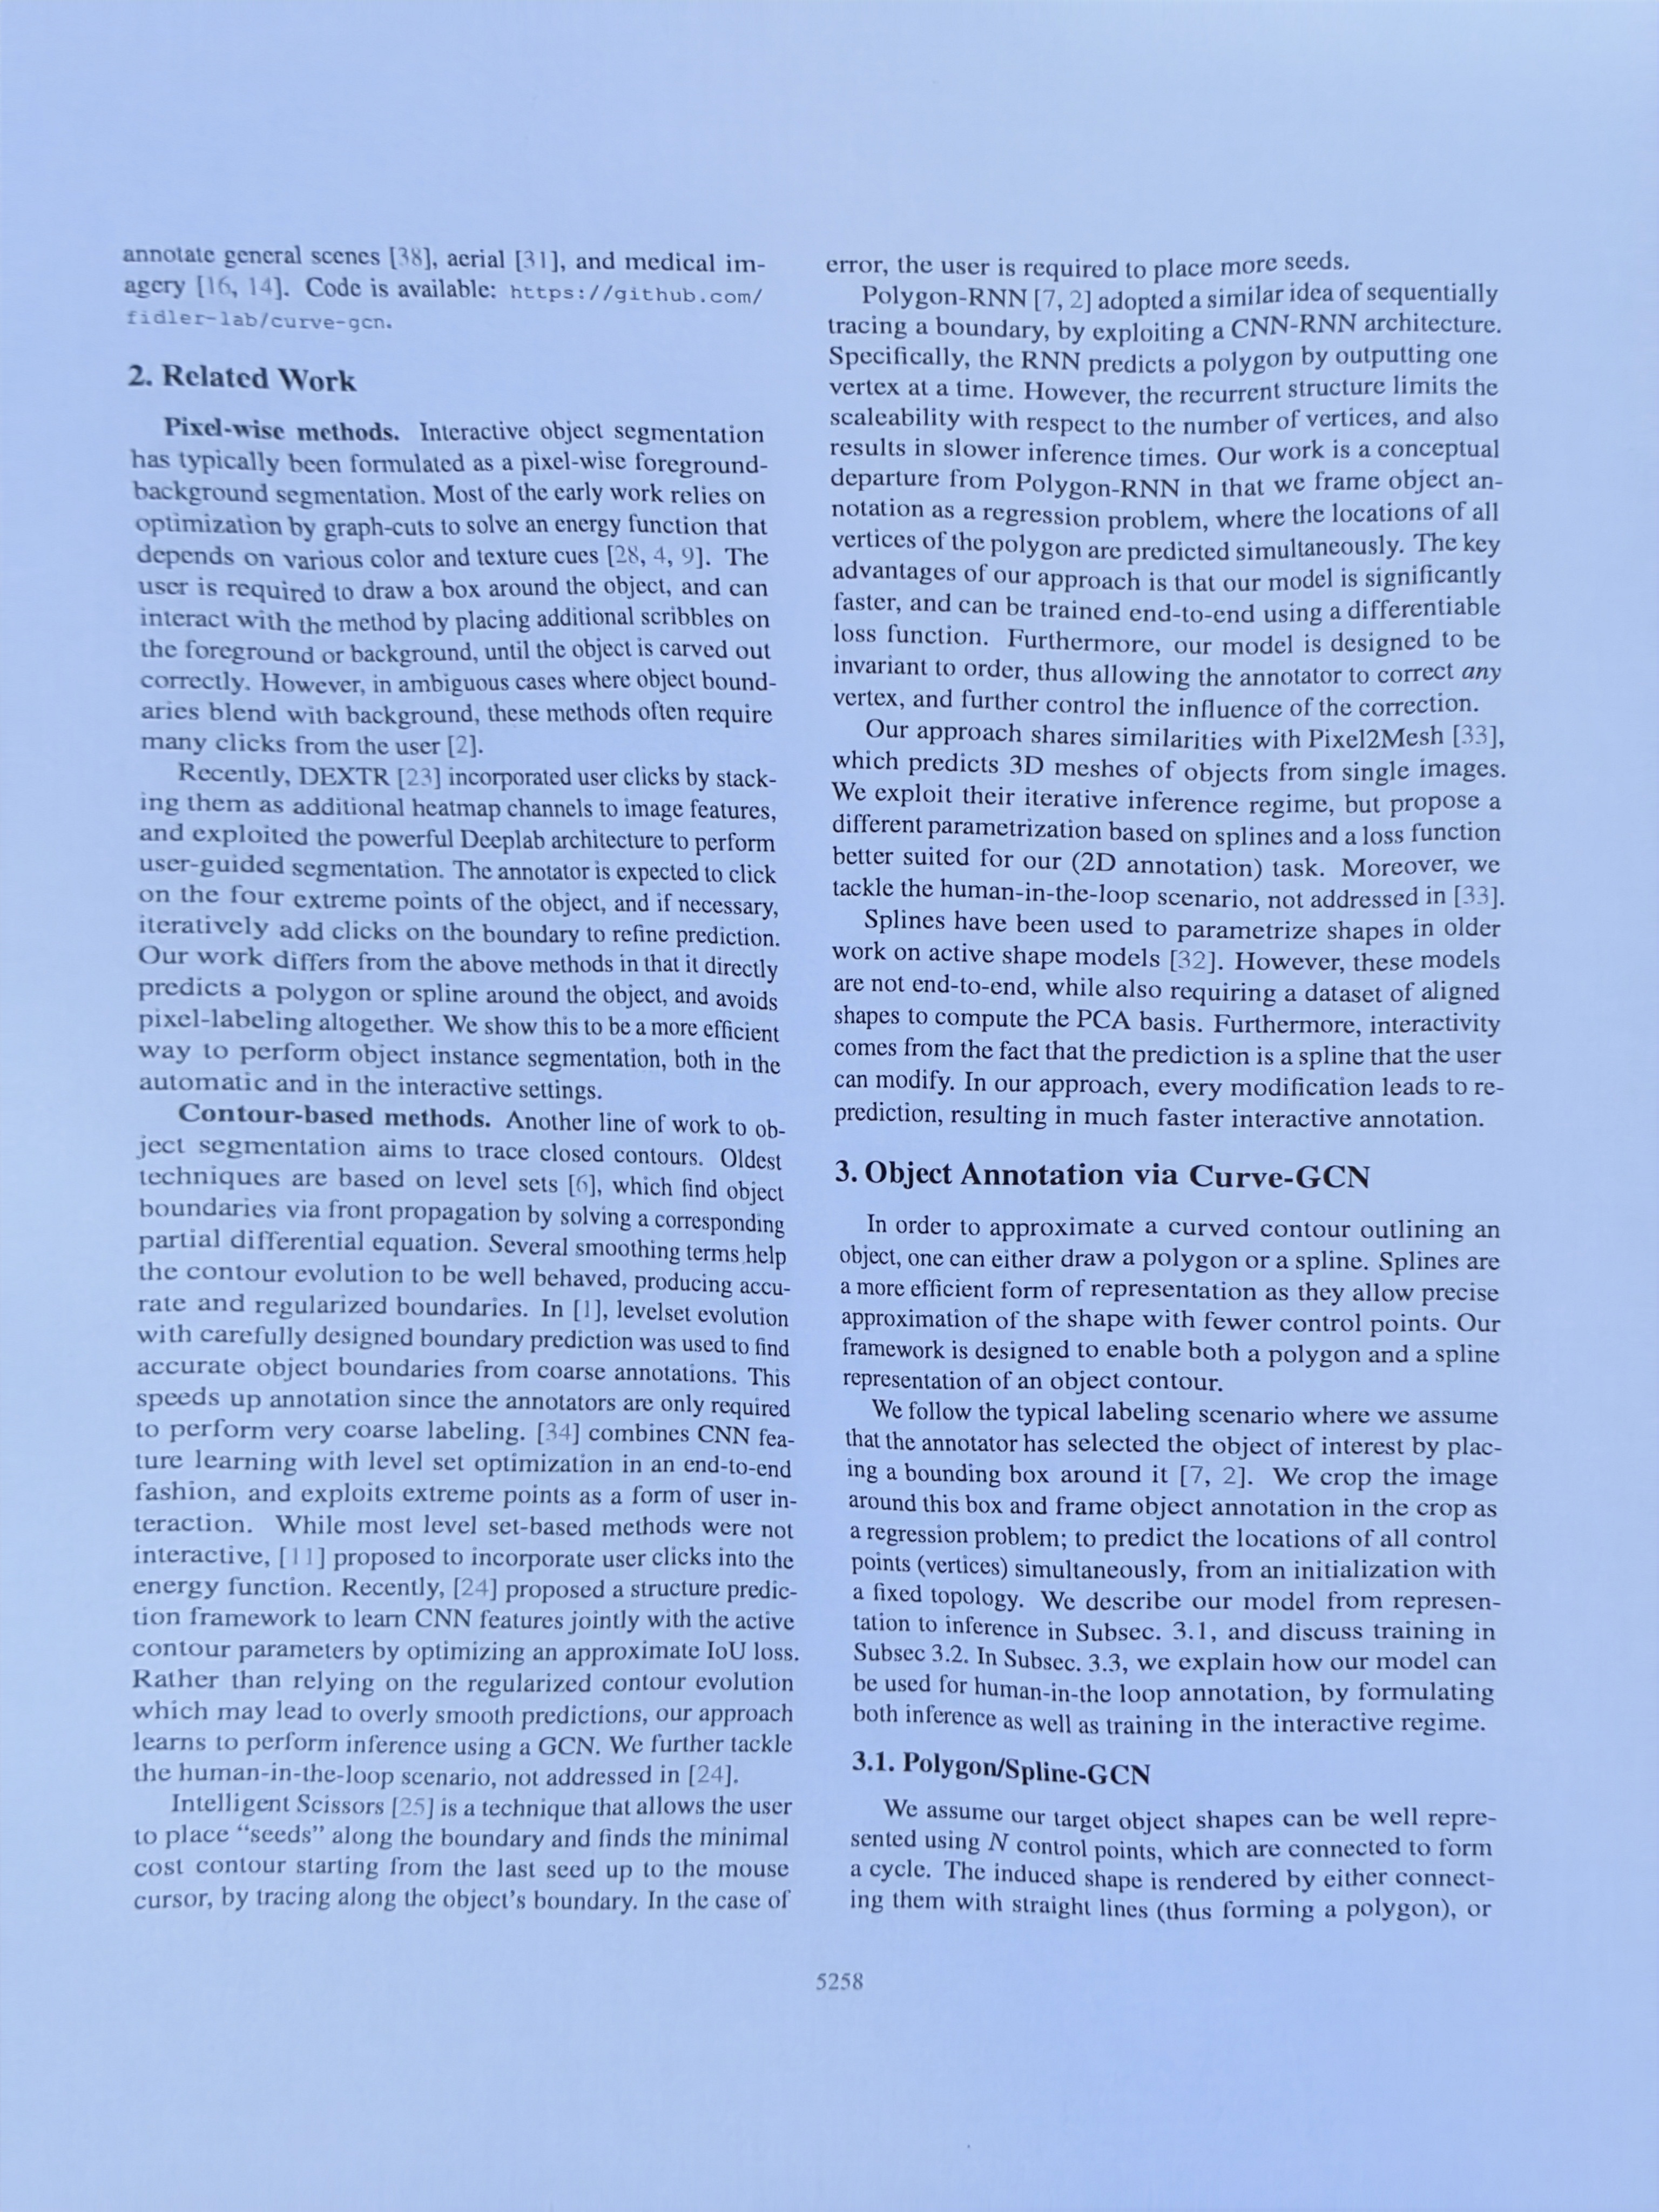 annotate general scenes [38], aerial [31], and medical im-
agery [16, 14]. Code is available: https://github.com/
fidler-lab/curve-gcn.
2. Related Work
Pixel-wise methods. Interactive object segmentation
has typically been formulated as a pixel-wise foreground-
background segmentation. Most of the early work relies on
optimization by graph-cuts to solve an energy function that
depends on various color and texture cues [28, 4, 9]. The
user is required to draw a box around the object, and can
interact with the method by placing additional scribbles on
the foreground or background, until the object is carved out
correctly. However, in ambiguous cases where object bound-
aries blend with background, these methods often require
many clicks from the user [2].
Recently, DEXTR [23] incorporated user clicks by stack-
ing them as additional heatmap channels to image features,
and exploited the powerful Deeplab architecture to perform
user-guided segmentation. The annotator is expected to click
on the four extreme points of the object, and if necessary,
iteratively add clicks on the boundary to refine prediction.
Our work differs from the above methods in that it directly
predicts a polygon or spline around the object, and avoids
pixel-labeling altogether. We show this to be a more efficient
way to perform object instance segmentation, both in the
automatic and in the interactive settings.
Contour-based methods. Another line of work to ob-
ject segmentation aims to trace closed contours. Oldest
techniques are based on level sets [6], which find object
boundaries via front propagation by solving a corresponding
partial differential equation. Several smoothing terms help
the contour evolution to be well behaved, producing accu-
rate and regularized boundaries. In [1], levelset evolution
with carefully designed boundary prediction was used to find
accurate object boundaries from coarse annotations. This
speeds up annotation since the annotators are only required
to perform very coarse labeling. [34] combines CNN fea-
ture learning with level set optimization in an end-to-end
fashion, and exploits extreme points as a form of user in-
teraction. While most level set-based methods were not
interactive, [11] proposed to incorporate user clicks into the
energy function. Recently, [24] proposed a structure predic-
tion framework to learn CNN features jointly with the active
contour parameters by optimizing an approximate IoU loss.
Rather than relying on the regularized contour evolution
which may lead to overly smooth predictions, our approach
learns to perform inference using a GCN. We further tackle
the human-in-the-loop scenario, not addressed in [24].
Intelligent Scissors [25] is a technique that allows the user
to place “seeds” along the boundary and finds the minimal
cost contour starting from the last seed up to the mouse
cursor, by tracing along the object’s boundary. In the case of
error, the user is required to place more seeds.
Polygon-RNN [7, 2] adopted a similar idea of sequentially
tracing a boundary, by exploiting a CNN-RNN architecture.
Specifically, the RNN predicts a polygon by outputting one
vertex at a time. However, the recurrent structure limits the
scaleability with respect to the number of vertices, and also
results in slower inference times. Our work is a conceptual
departure from Polygon-RNN in that we frame object an-
notation as a regression problem, where the locations of all
vertices of the polygon are predicted simultaneously. The key
advantages of our approach is that our model is significantly
faster, and can be trained end-to-end using a differentiable
loss function. Furthermore, our model is designed to be
invariant to order, thus allowing the annotator to correct any
vertex, and further control the influence of the correction.
Our approach shares similarities with Pixel2Mesh [33],
which predicts 3D meshes of objects from single images.
We exploit their iterative inference regime, but propose a
different parametrization based on splines and a loss function
better suited for our (2D annotation) task. Moreover, we
tackle the human-in-the-loop scenario, not addressed in [33].
Splines have been used to parametrize shapes in older
work on active shape models [32]. However, these models
are not end-to-end, while also requiring a dataset of aligned
shapes to compute the PCA basis. Furthermore, interactivity
comes from the fact that the prediction is a spline that the user
can modify. In our approach, every modification leads to re-
prediction, resulting in much faster interactive annotation.
3. Object Annotation via Curve-GCN
In order to approximate a curved contour outlining an
object, one can either draw a polygon or a spline. Splines are
a more efficient form of representation as they allow precise
approximation of the shape with fewer control points. Our
framework is designed to enable both a polygon and a spline
representation of an object contour.
We follow the typical labeling scenario where we assume
that the annotator has selected the object of interest by plac-
ing a bounding box around it [7, 2]. We crop the image
around this box and frame object annotation in the crop as
a regression problem; to predict the locations of all control
points (vertices) simultaneously, from an initialization with
a fixed topology. We describe our model from represen-
tation to inference in Subsec. 3.1, and discuss training in
Subsec 3.2. In Subsec. 3.3, we explain how our model can
be used for human-in-the loop annotation, by formulating
both inference as well as training in the interactive regime.
3.1. Polygon/Spline-GCN
We assume our target object shapes can be well repre-
sented using N control points, which are connected to form
a cycle. The induced shape is rendered by either connect-
ing them with straight lines (thus forming a polygon), or
5258